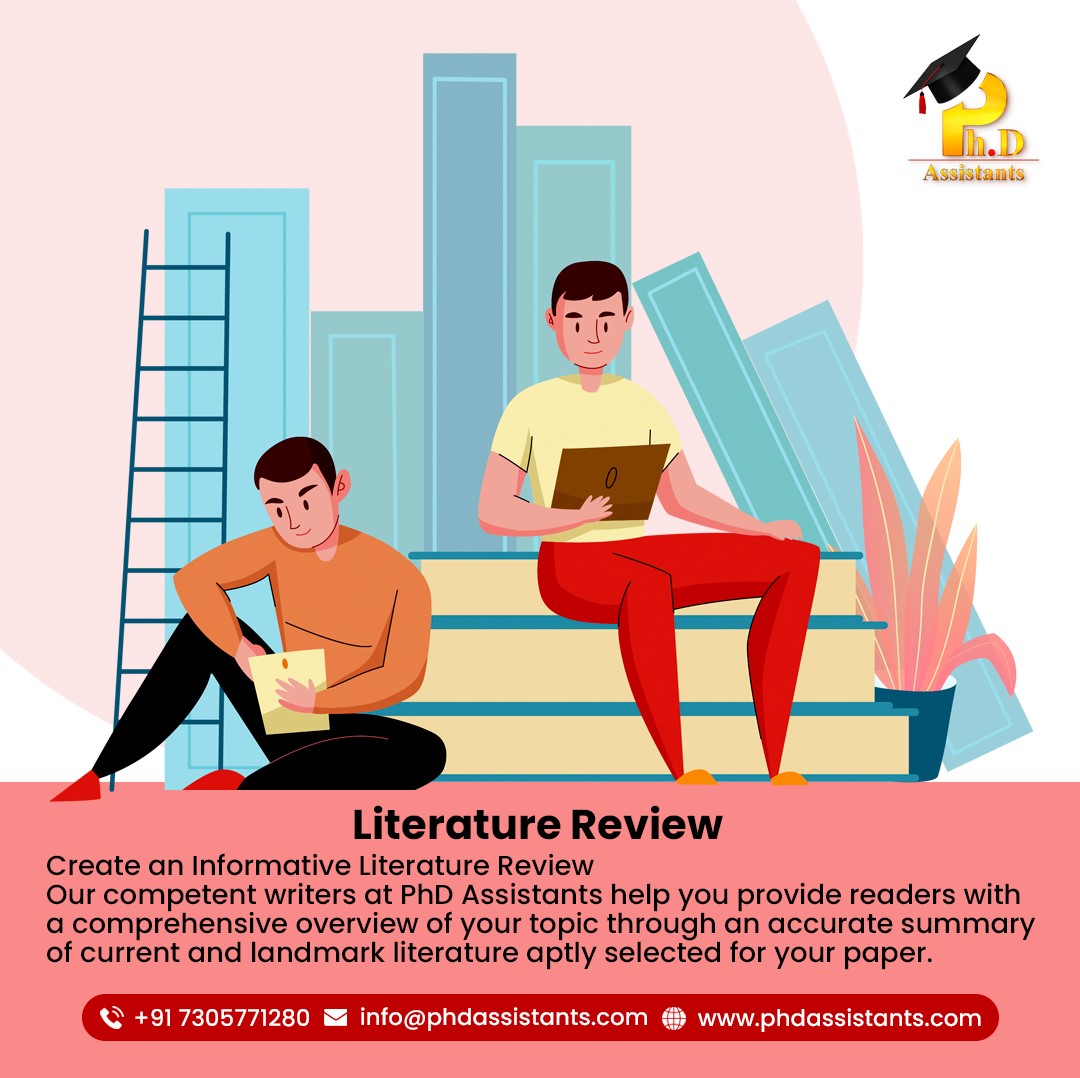 Ph.D
Assistants
Literature Review
Create an Informative Literature Review
Our competent writers at PhD Assistants help you provide readers with
a comprehensive overview of your topic through an accurate summary
of current and landmark literature aptly selected for your paper.
+91 7305771280 info@phdassistants.com www.phdassistants.com